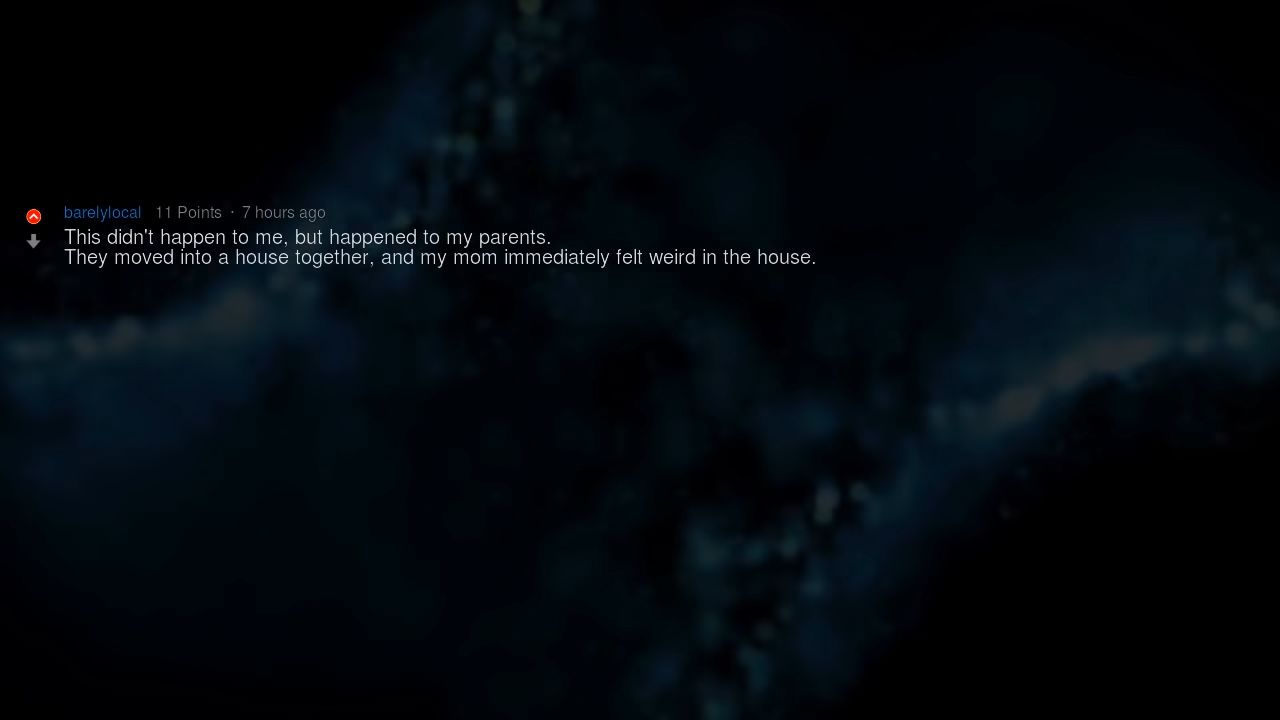 barelylocal 11 Points · 7 hours ago
This didn't happen to me, but happened to my parents.
They moved into a house together, and my mom immediately felt weird in the house.